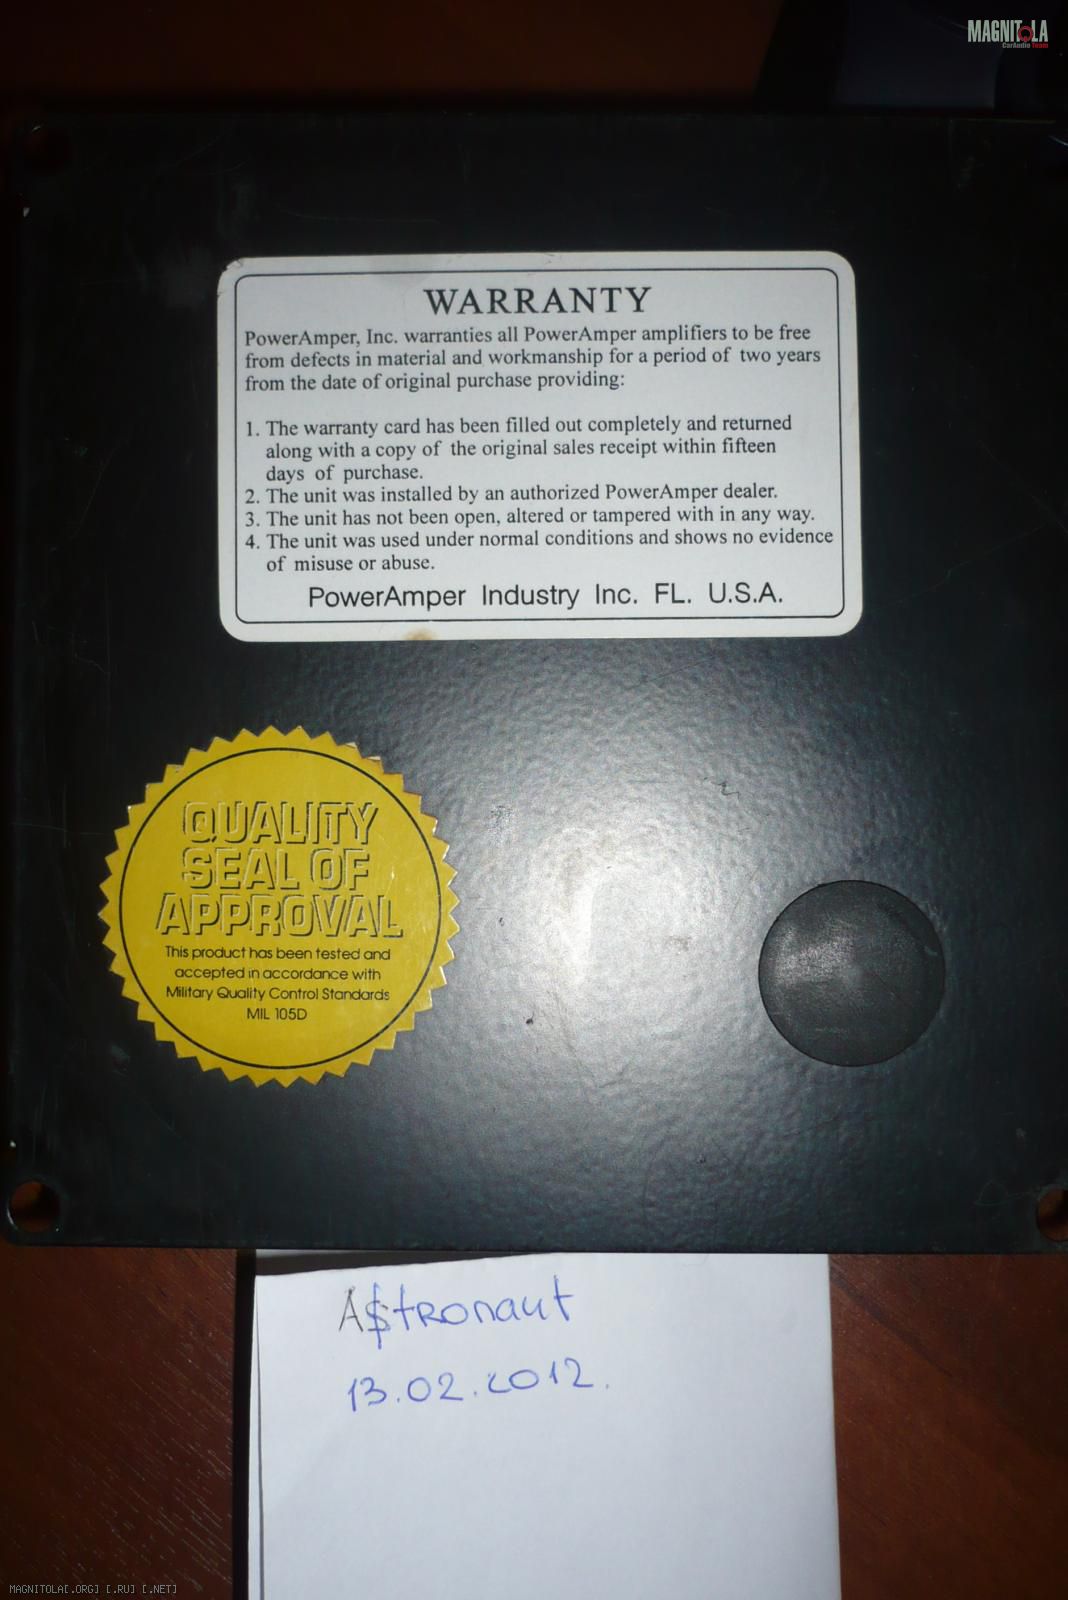 MAGNITOLA
CarAudio Team
WARRANTY
PowerAmper, Inc. warranties all PowerAmper amplifiers to be free
from defects in material and workmanship for a period of two years
from the date of original purchase providing:
1. The warranty card has been filled out completely and returned
along with a copy of the original sales receipt within fifteen
days of purchase.
2. The unit was installed by an authorized PowerAmper dealer.
3. The unit has not been open, altered or tampered with in any way.
4. The unit was used under normal conditions and shows no evidence
of misuse or abuse.
PowerAmper Industry Inc. FL. U.S.A.
QUALITY
SEAL OF
APPROVAL
This product has been tested and
accepted in accordance with
Military Quality Control Standards
MIL 105D
A$tronaut
13.02.2012.
MAGNITOLA[.ORG] [.RU] [.NET]